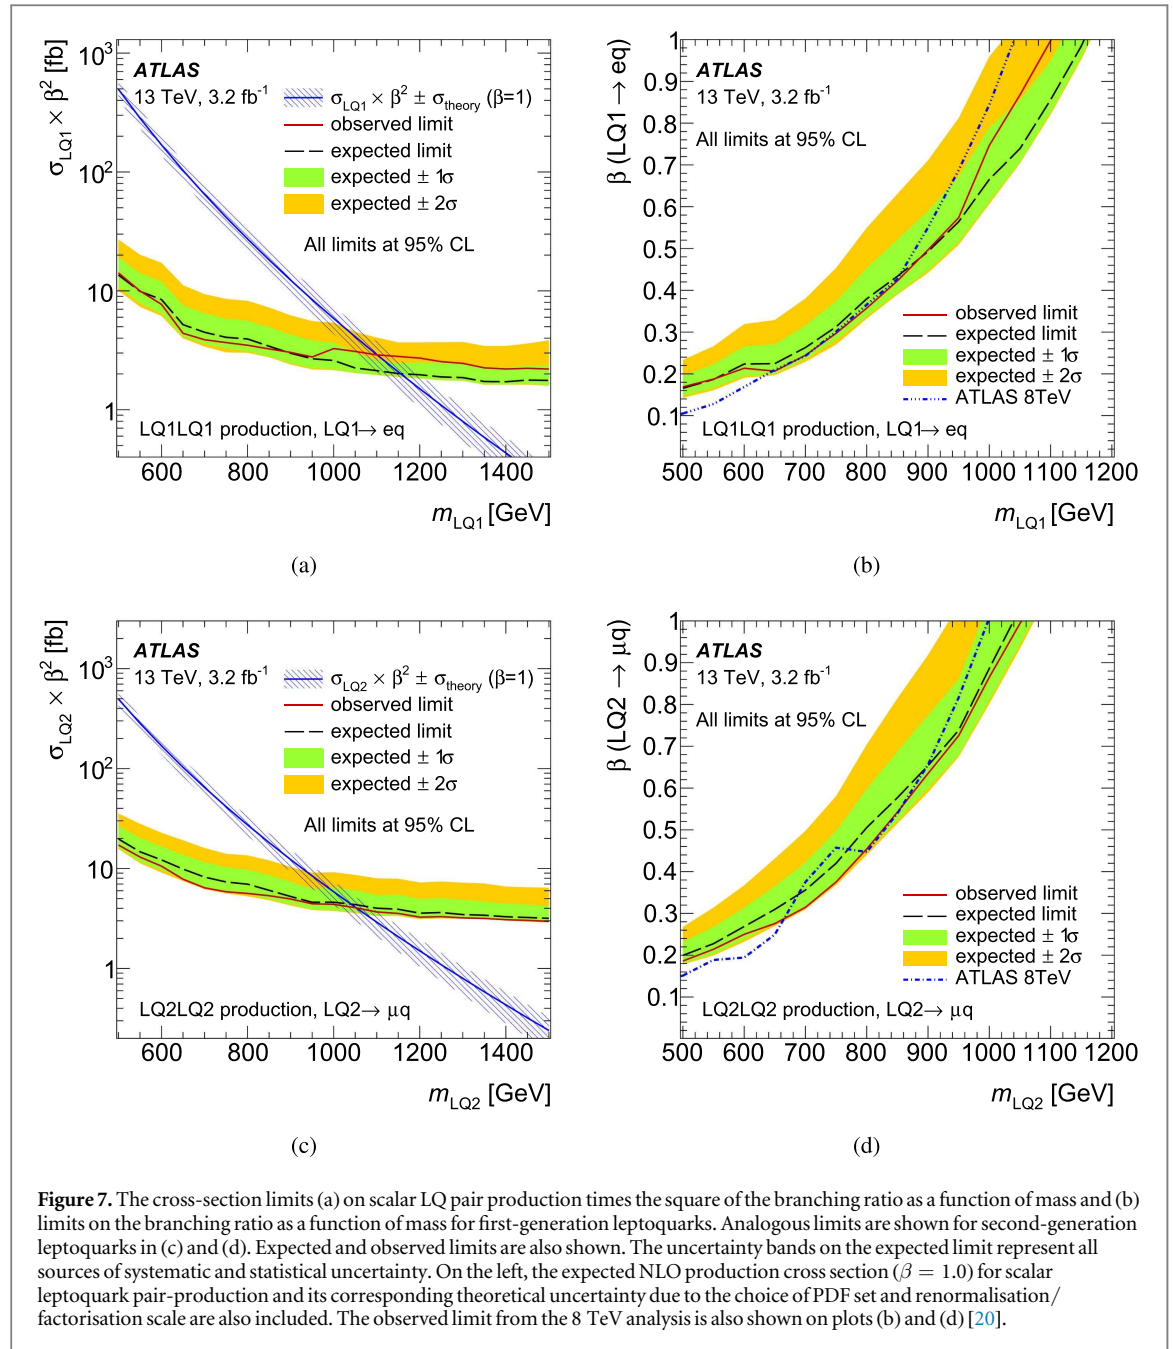 10³
10²
10
1
σLQ1 × β² [fb]
ATLAS
13 TeV, 3.2 fb⁻¹
σLQ1 × β² ± σtheory (β=1)
observed limit
expected limit
expected ± 1σ
expected ± 2σ
All limits at 95% CL
LQ1LQ1 production, LQ1→ eq
600 800 1000 1200 1400
mLQ1 [GeV]
(a)
β (LQ1 → eq)
1
0.9
0.8
0.7
0.6
0.5
0.4
0.3
0.2
0.1
ATLAS
13 TeV, 3.2 fb⁻¹
All limits at 95% CL
observed limit
expected limit
expected ± 1σ
expected ± 2σ
ATLAS 8TeV
LQ1LQ1 production, LQ1→ eq
500 600 700 800 900 1000 1100 1200
mLQ1 [GeV]
(b)
σLQ2 × β² [fb]
10³
10²
10
1
ATLAS
13 TeV, 3.2 fb⁻¹
σLQ2 × β² ± σtheory (β=1)
observed limit
expected limit
expected ± 1σ
expected ± 2σ
All limits at 95% CL
LQ2LQ2 production, LQ2→ μq
600 800 1000 1200 1400
mLQ2 [GeV]
(c)
β (LQ2 → μq)
1
0.9
0.8
0.7
0.6
0.5
0.4
0.3
0.2
0.1
ATLAS
13 TeV, 3.2 fb⁻¹
All limits at 95% CL
observed limit
expected limit
expected ± 1σ
expected ± 2σ
ATLAS 8TeV
LQ2LQ2 production, LQ2→ μq
500 600 700 800 900 1000 1100 1200
mLQ2 [GeV]
(d)
Figure 7. The cross-section limits (a) on scalar LQ pair production times the square of the branching ratio as a function of mass and (b)
limits on the branching ratio as a function of mass for first-generation leptoquarks. Analogous limits are shown for second-generation
leptoquarks in (c) and (d). Expected and observed limits are also shown. The uncertainty bands on the expected limit represent all
sources of systematic and statistical uncertainty. On the left, the expected NLO production cross section (β = 1.0) for scalar
leptoquark pair-production and its corresponding theoretical uncertainty due to the choice of PDF set and renormalisation/
factorisation scale are also included. The observed limit from the 8 TeV analysis is also shown on plots (b) and (d) [20].